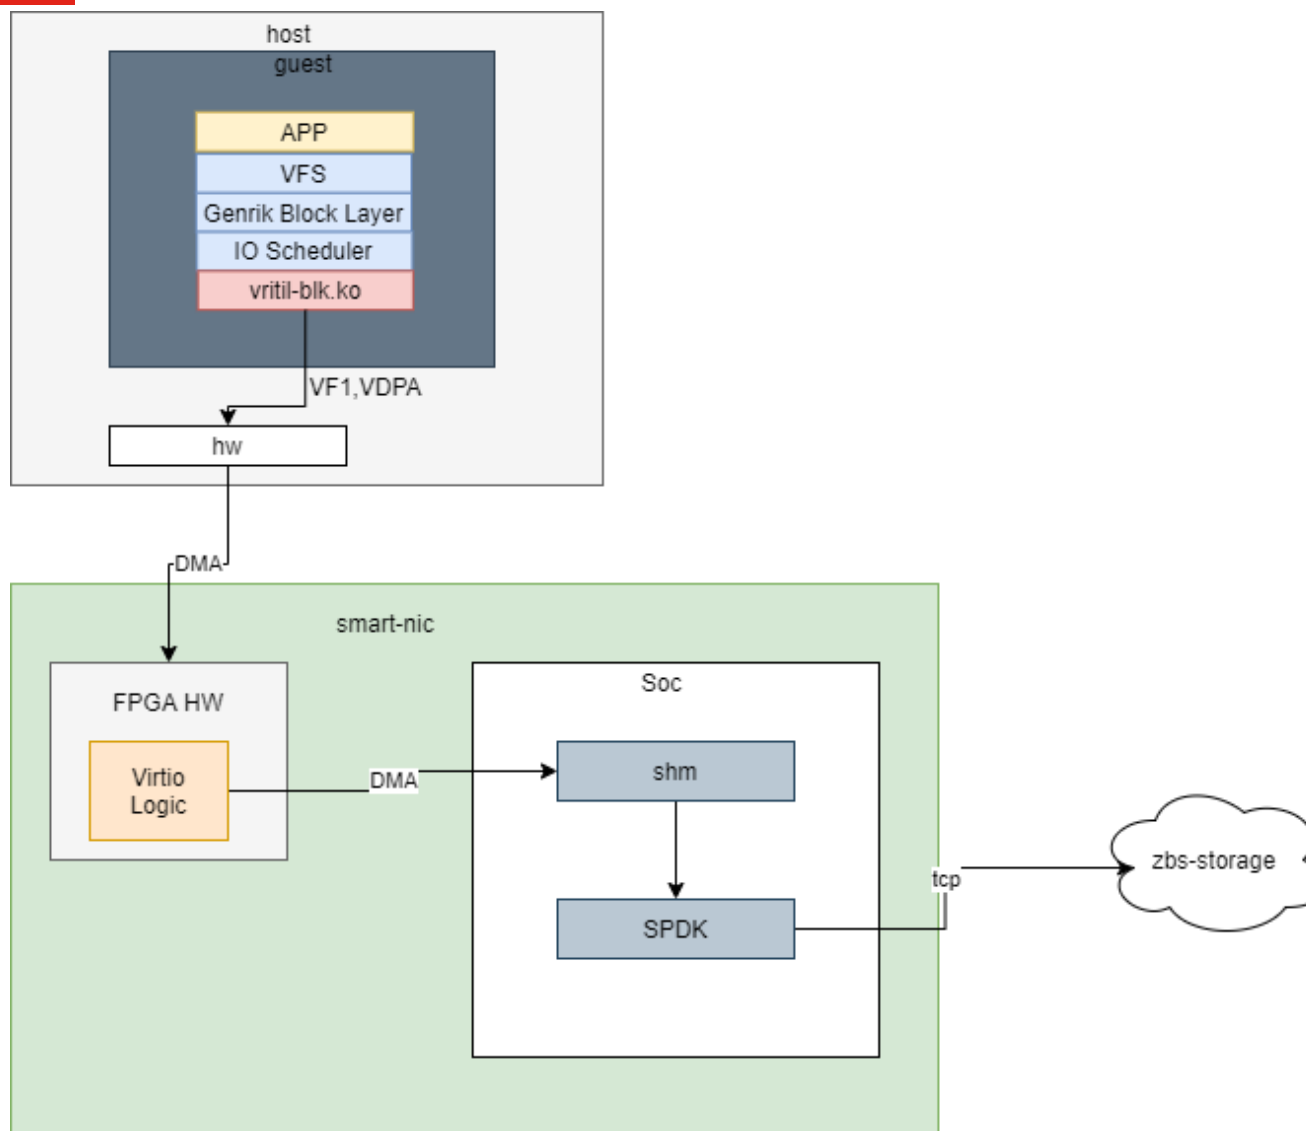 host
guest
APP
VFS
Genrik Block Layer
IO Scheduler
vritil-blk.ko
VF1,VDPA
hw
DMA
smart-nic
FPGA HW
Virtio
Logic
DMA
Soc
shm
SPDK
tcp
zbs-storage